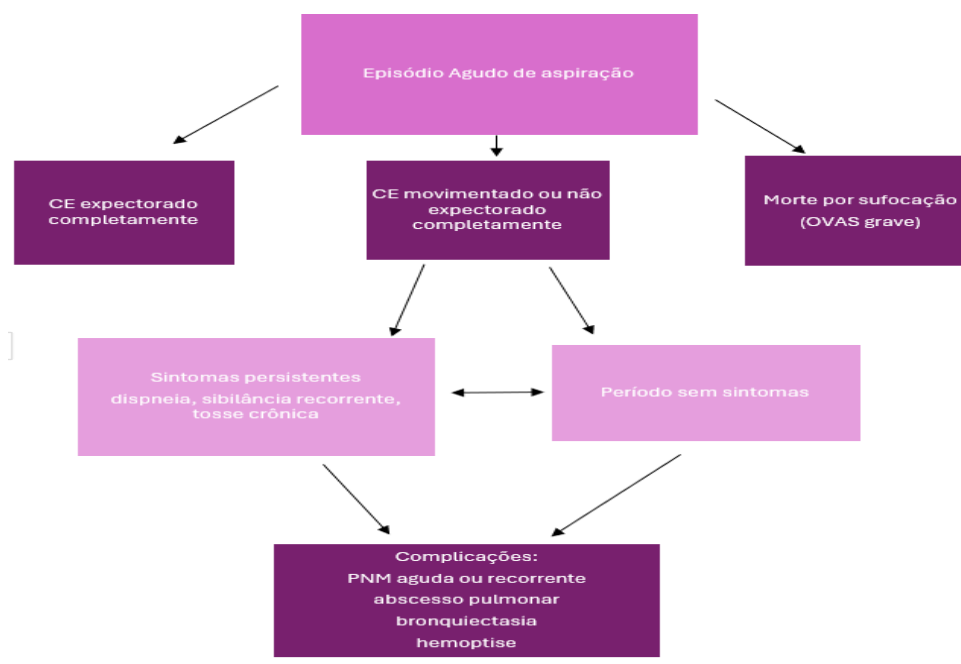 Episódio Agudo de aspiração
CE expectorado
completamente
CE movimentado ou não
expectorado
completamente
Morte por sufocação
(OVAS grave)
Sintomas persistentes
dispneia, sibilância recorrente,
tosse crônica
Período sem sintomas
Complicações:
PNM aguda ou recorrente
abscesso pulmonar
bronquiectasia
hemoptise